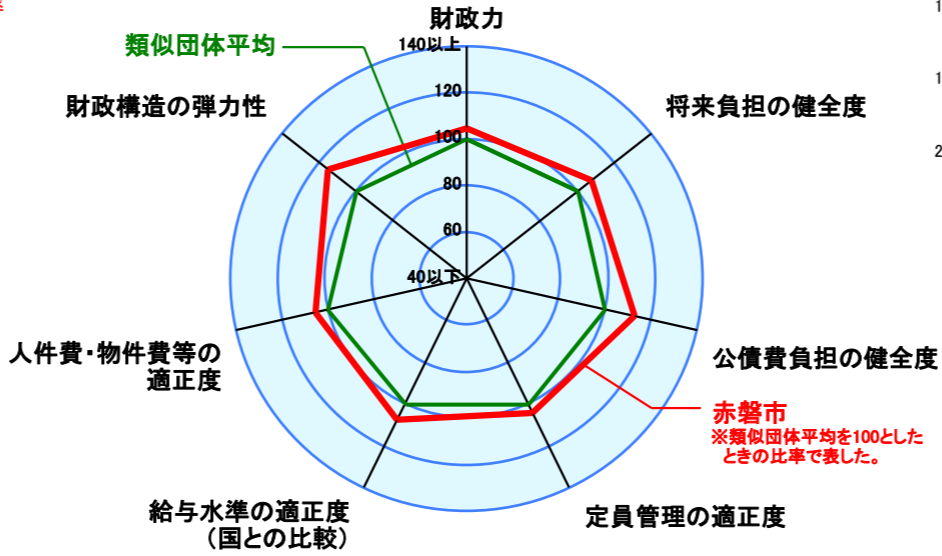 財政力
140以上
類似団体平均
財政構造の弾力性
将来負担の健全度
120
100
80
60
40以下
人件費・物件費等の
適正度
公債費負担の健全度
赤磐市
※類似団体平均を100とした
ときの比率で表した。
給与水準の適正度
（国との比較）
定員管理の適正度
1
1
2